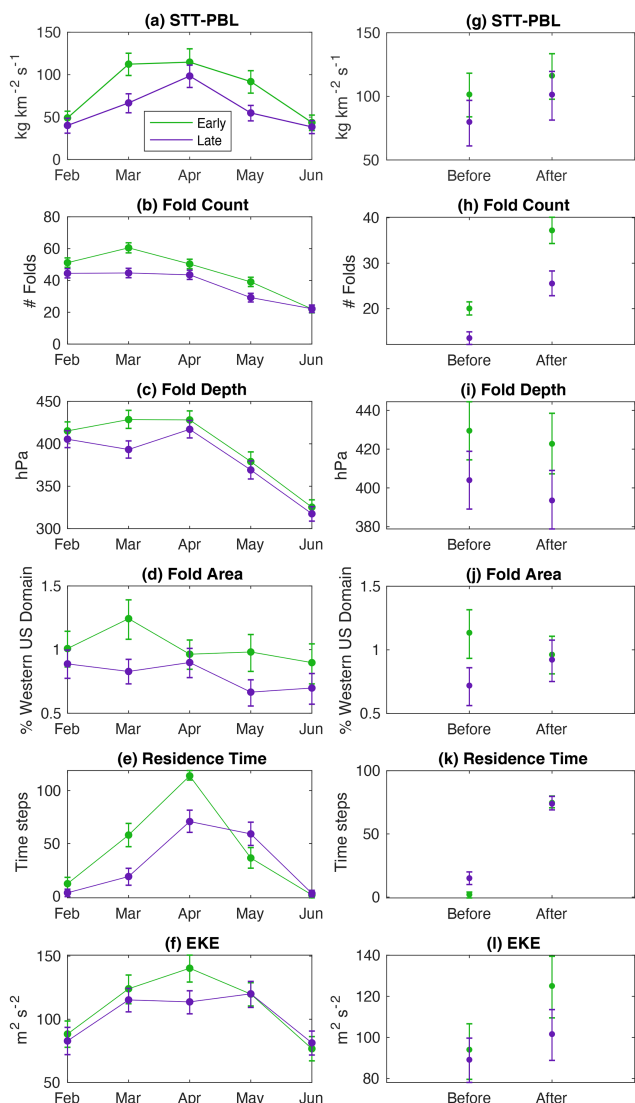 (a) STT-PBL
kg km-2 s-1
150
100
50
0
Feb Mar Apr May Jun
Early
Late
(g) STT-PBL
kg km-2 s-1
150
100
50
Before After
(b) Fold Count
# Folds
80
60
40
20
0
Feb Mar Apr May Jun
(h) Fold Count
# Folds
40
30
20
Before After
(c) Fold Depth
hPa
450
400
350
300
Feb Mar Apr May Jun
(i) Fold Depth
hPa
440
420
400
380
Before After
(d) Fold Area
% Western US Domain
1.5
1
0.5
Feb Mar Apr May Jun
(j) Fold Area
% Western US Domain
1.5
1
0.5
Before After
(e) Residence Time
Time steps
100
50
0
Feb Mar Apr May Jun
(k) Residence Time
Time steps
100
50
0
Before After
(f) EKE
m2 s-2
150
100
50
Feb Mar Apr May Jun
(l) EKE
m2 s-2
140
120
100
80
Before After